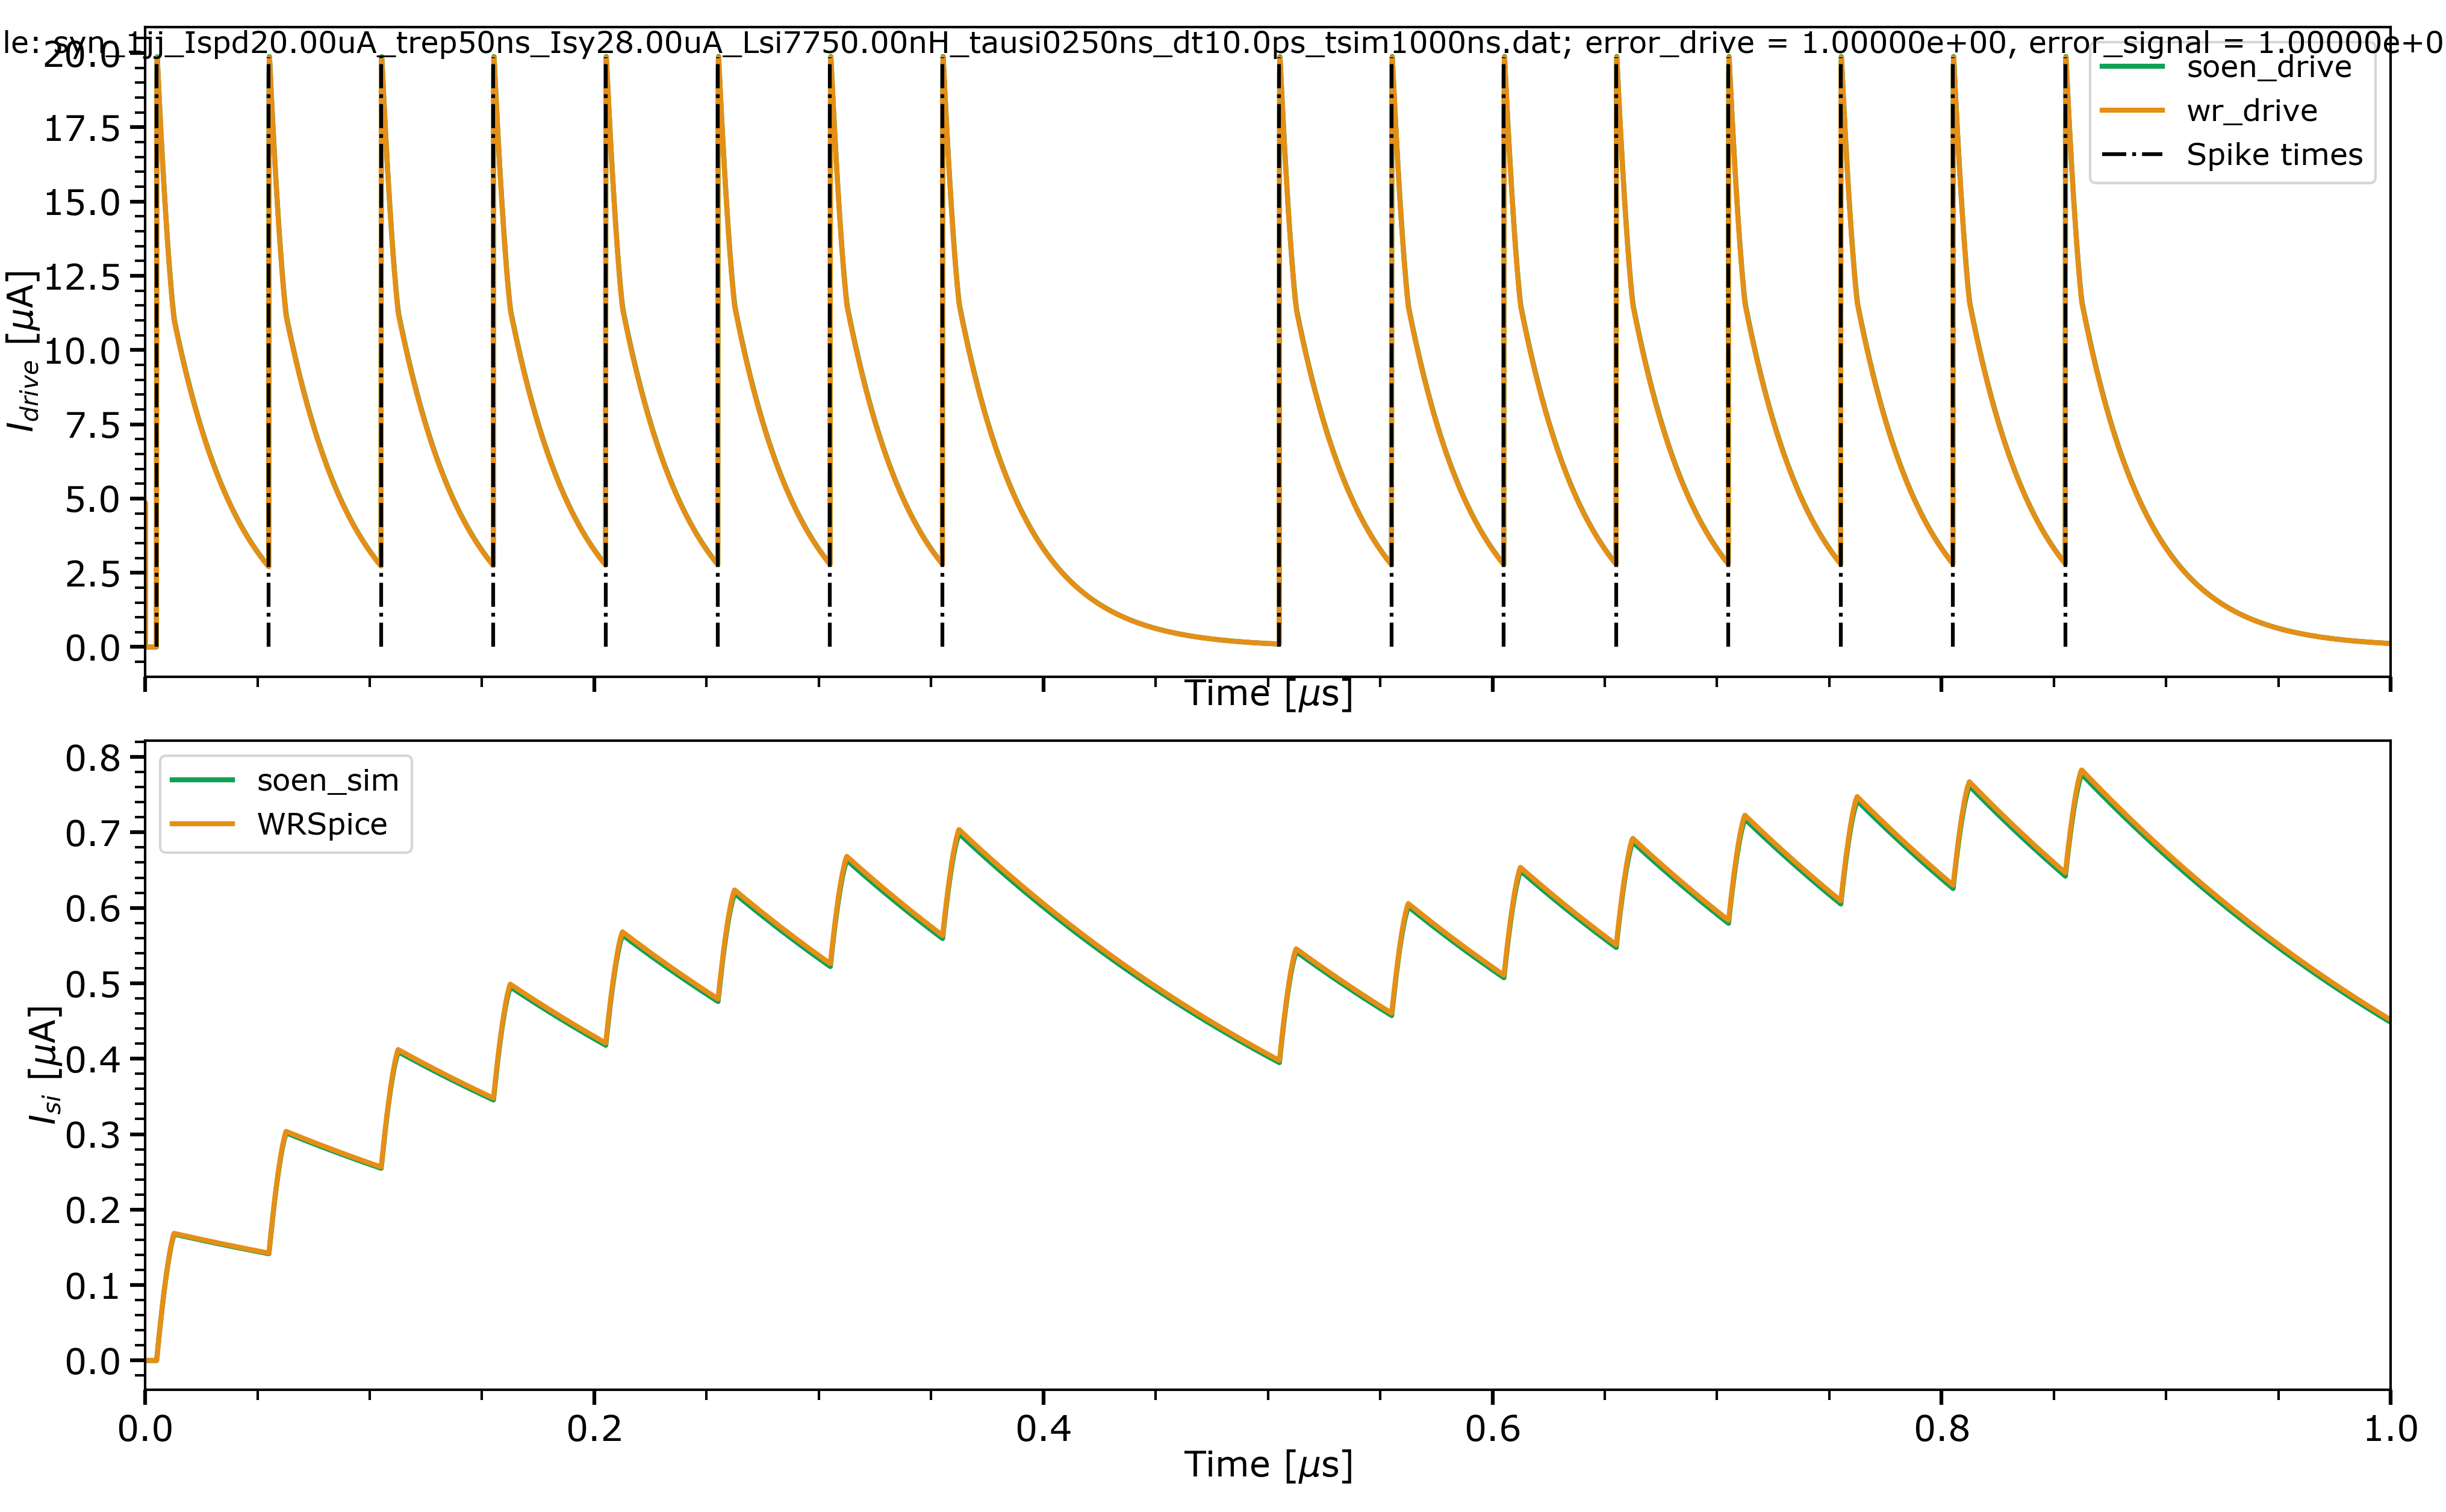 le: syn_1jj_Ispd20.00uA_trep50ns_Isy28.00uA_Lsi7750.00nH_tausi0250ns_dt10.0ps_tsim1000ns.dat; error_drive = 1.00000e+00, error_signal = 1.00000e+0
20.0
17.5
15.0
12.5
10.0
7.5
5.0
2.5
0.0
I_drive [μA]
soen_drive
wr_drive
Spike times
Time [μs]
0.8
0.7
0.6
0.5
0.4
0.3
0.2
0.1
0.0
I_si [μA]
soen_sim
WRSpice
0.0 0.2 0.4 0.6 0.8 1.0
Time [μs]